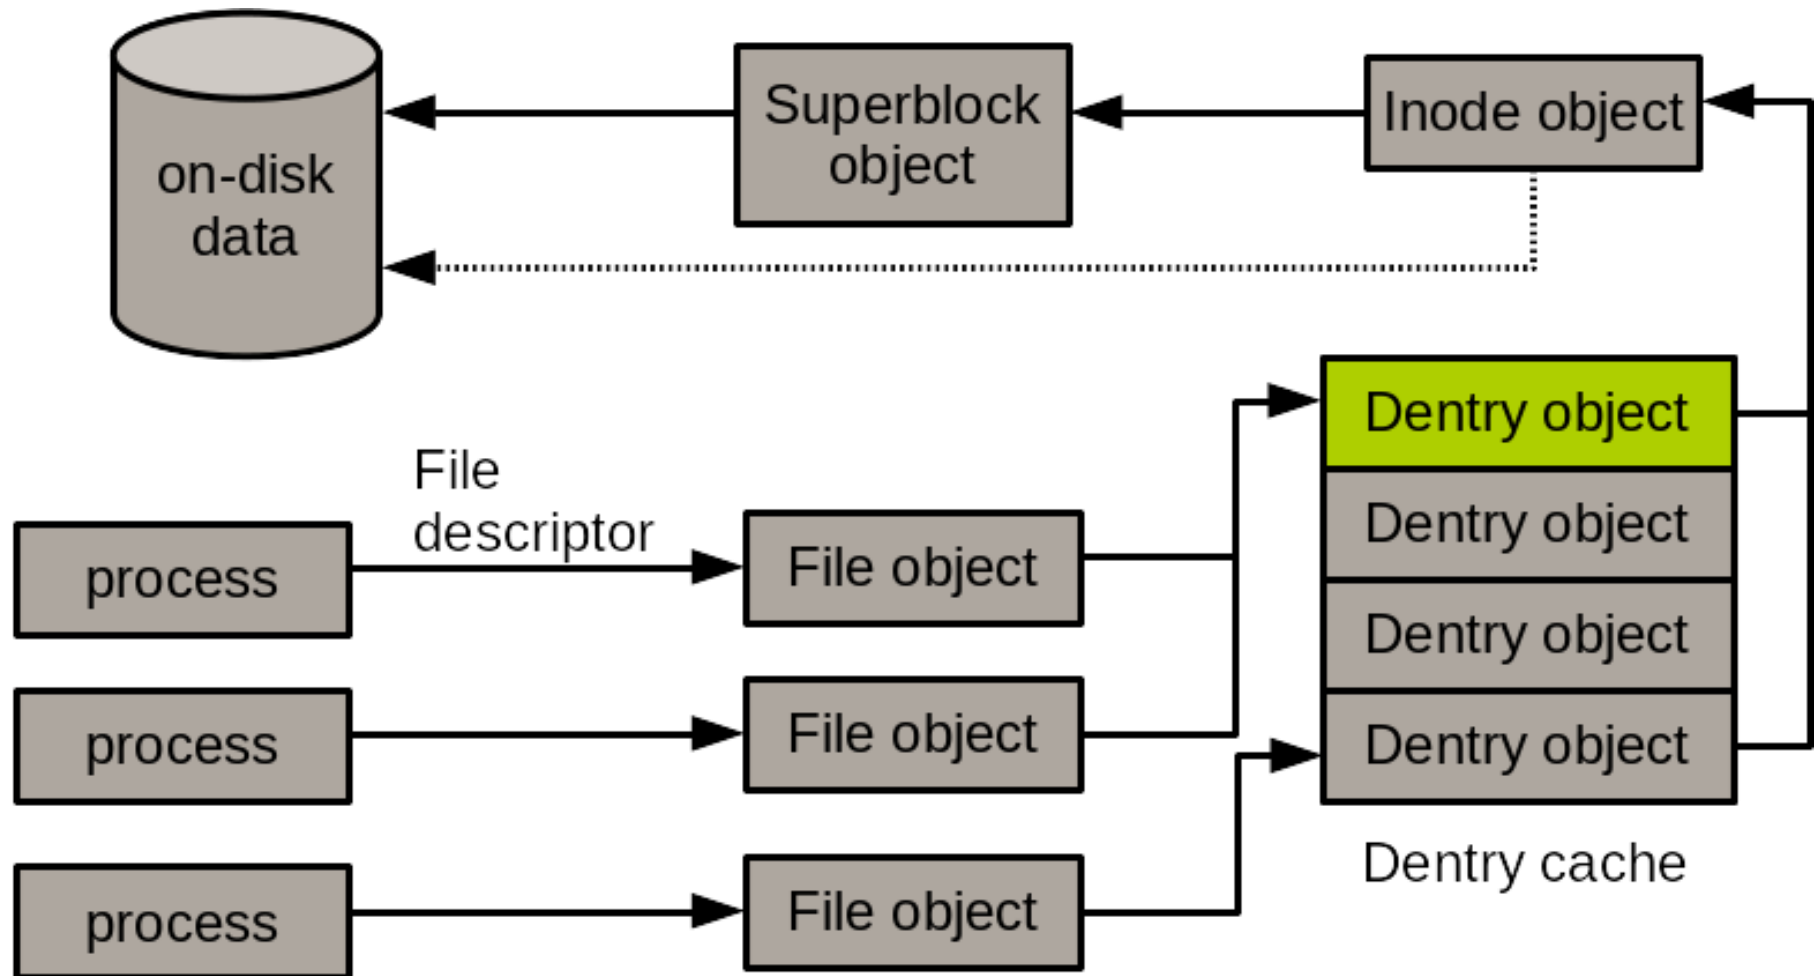 on-disk
data
Superblock
object
Inode object
File
descriptor
process
File object
process
File object
process
File object
Dentry object
Dentry object
Dentry object
Dentry object
Dentry cache